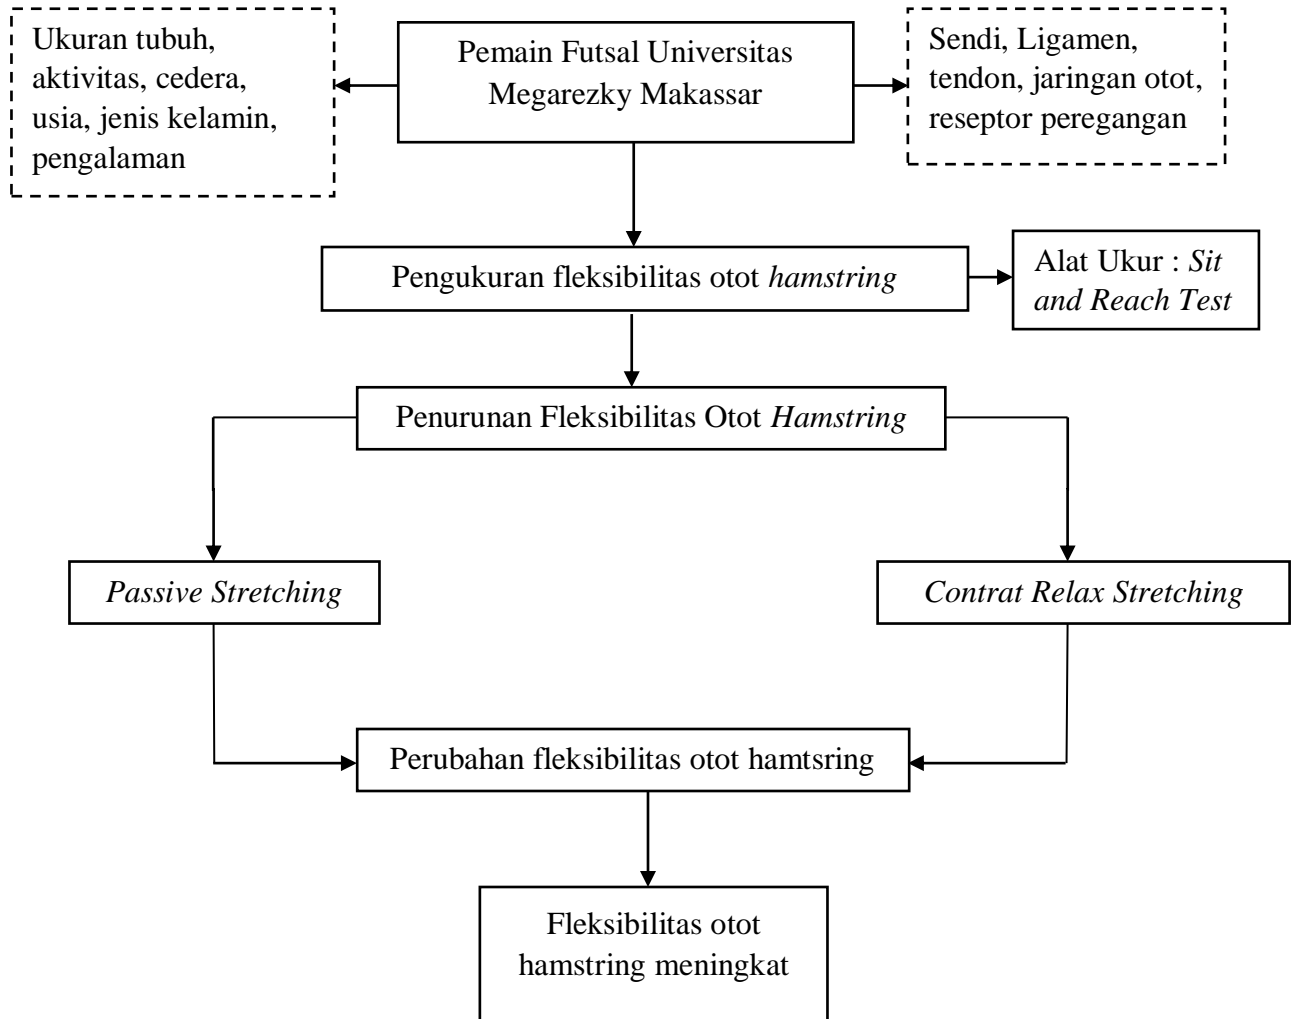 Ukuran tubuh,
aktivitas, cedera,
usia, jenis kelamin,
pengalaman
Pemain Futsal Universitas
Megarezky Makassar
Sendi, Ligamen,
tendon, jaringan otot,
reseptor peregangan
Pengukuran fleksibilitas otot hamstring
Alat Ukur : Sit
and Reach Test
Penurunan Fleksibilitas Otot Hamstring
Passive Stretching
Contrat Relax Stretching
Perubahan fleksibilitas otot hamtsring
Fleksibilitas otot
hamstring meningkat